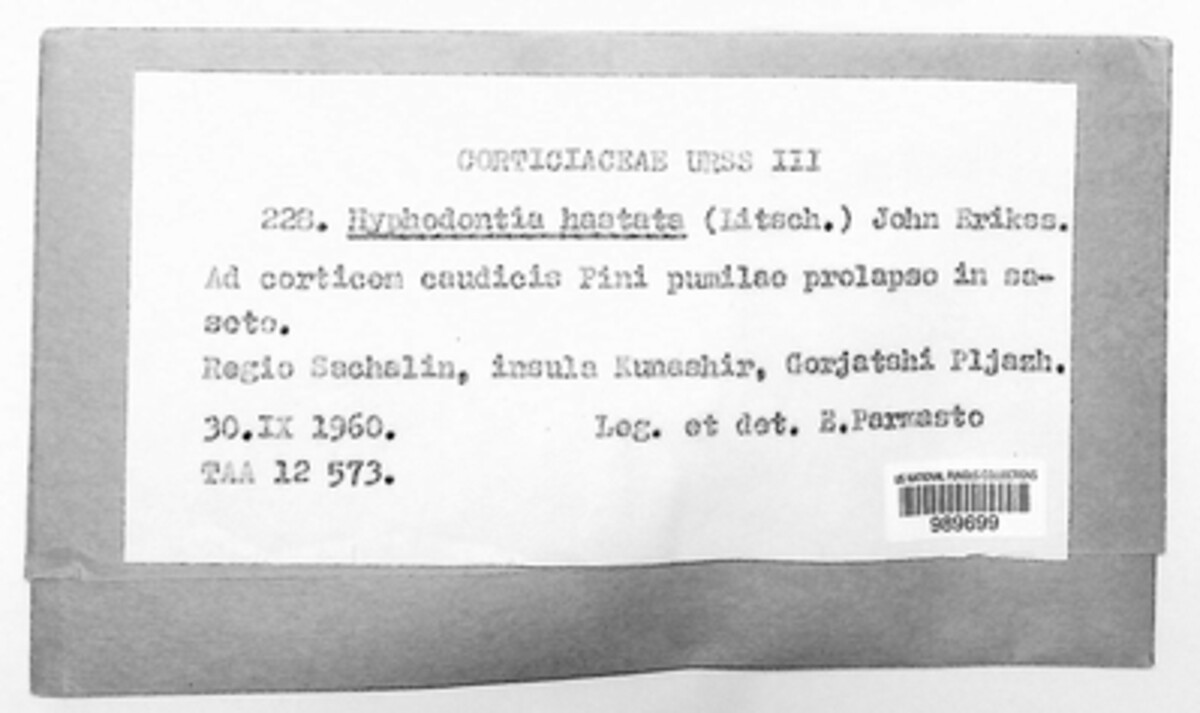 CORTICIACEAE URSS III
228. Hyphodontia hastata (Litsch.) John Erikss.
Ad corticem caudicis Pini pumilae prolapso in sa-
seto.
Regio Sachalin, insula Kunashir, Gorjatshi Pljazh.
30.IX 1960. Leg. et det. E.Parmasto
TAA 12 573.
US NATIONAL FUNGUS COLLECTIONS
989699